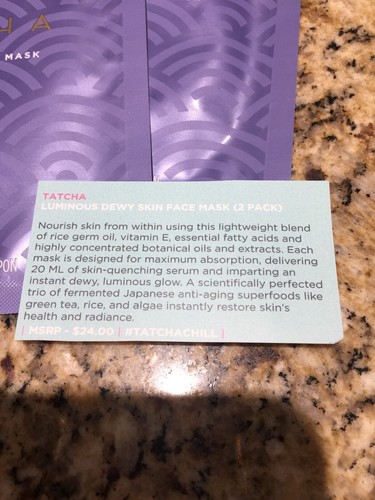 HA
MASK
PON
TATCHA
LUMINOUS DEWY SKIN FACE MASK (2 PACK)
Nourish skin from within using this lightweight blend
of rice germ oil, vitamin E, essential fatty acids and
highly concentrated botanical oils and extracts. Each
mask is designed for maximum absorption, delivering
20 ML of skin-quenching serum and imparting an
instant dewy, luminous glow. A scientifically perfected
trio of fermented Japanese anti-aging superfoods like
green tea, rice, and algae instantly restore skin's
health and radiance.
| MSRP - $24.00 | #TATCHACHILL |